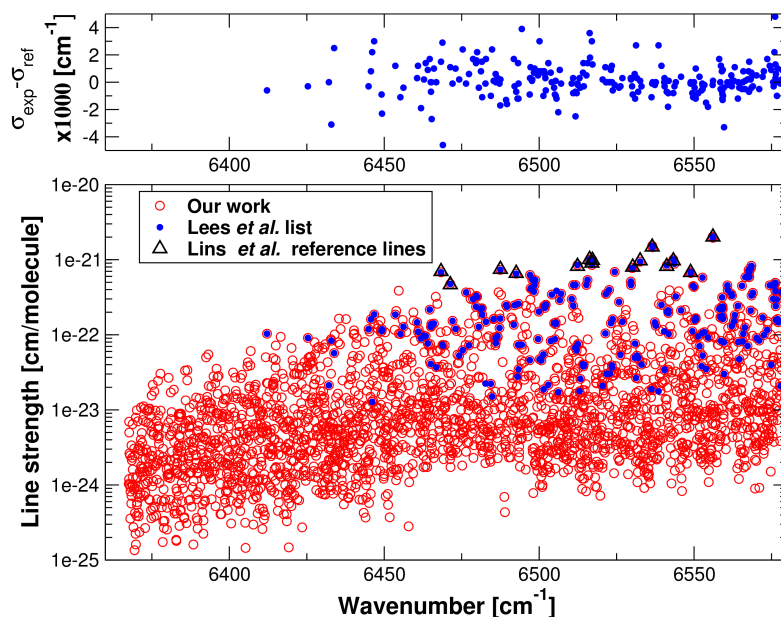 σexp-σref
x1000 [cm-1]
4
2
0
-2
-4
6400
6450
6500
6550
Line strength [cm/molecule]
1e-20
1e-21
1e-22
1e-23
1e-24
1e-25
Our work
Lees et al. list
Lins et al. reference lines
6400
6450
6500
6550
Wavenumber [cm-1]